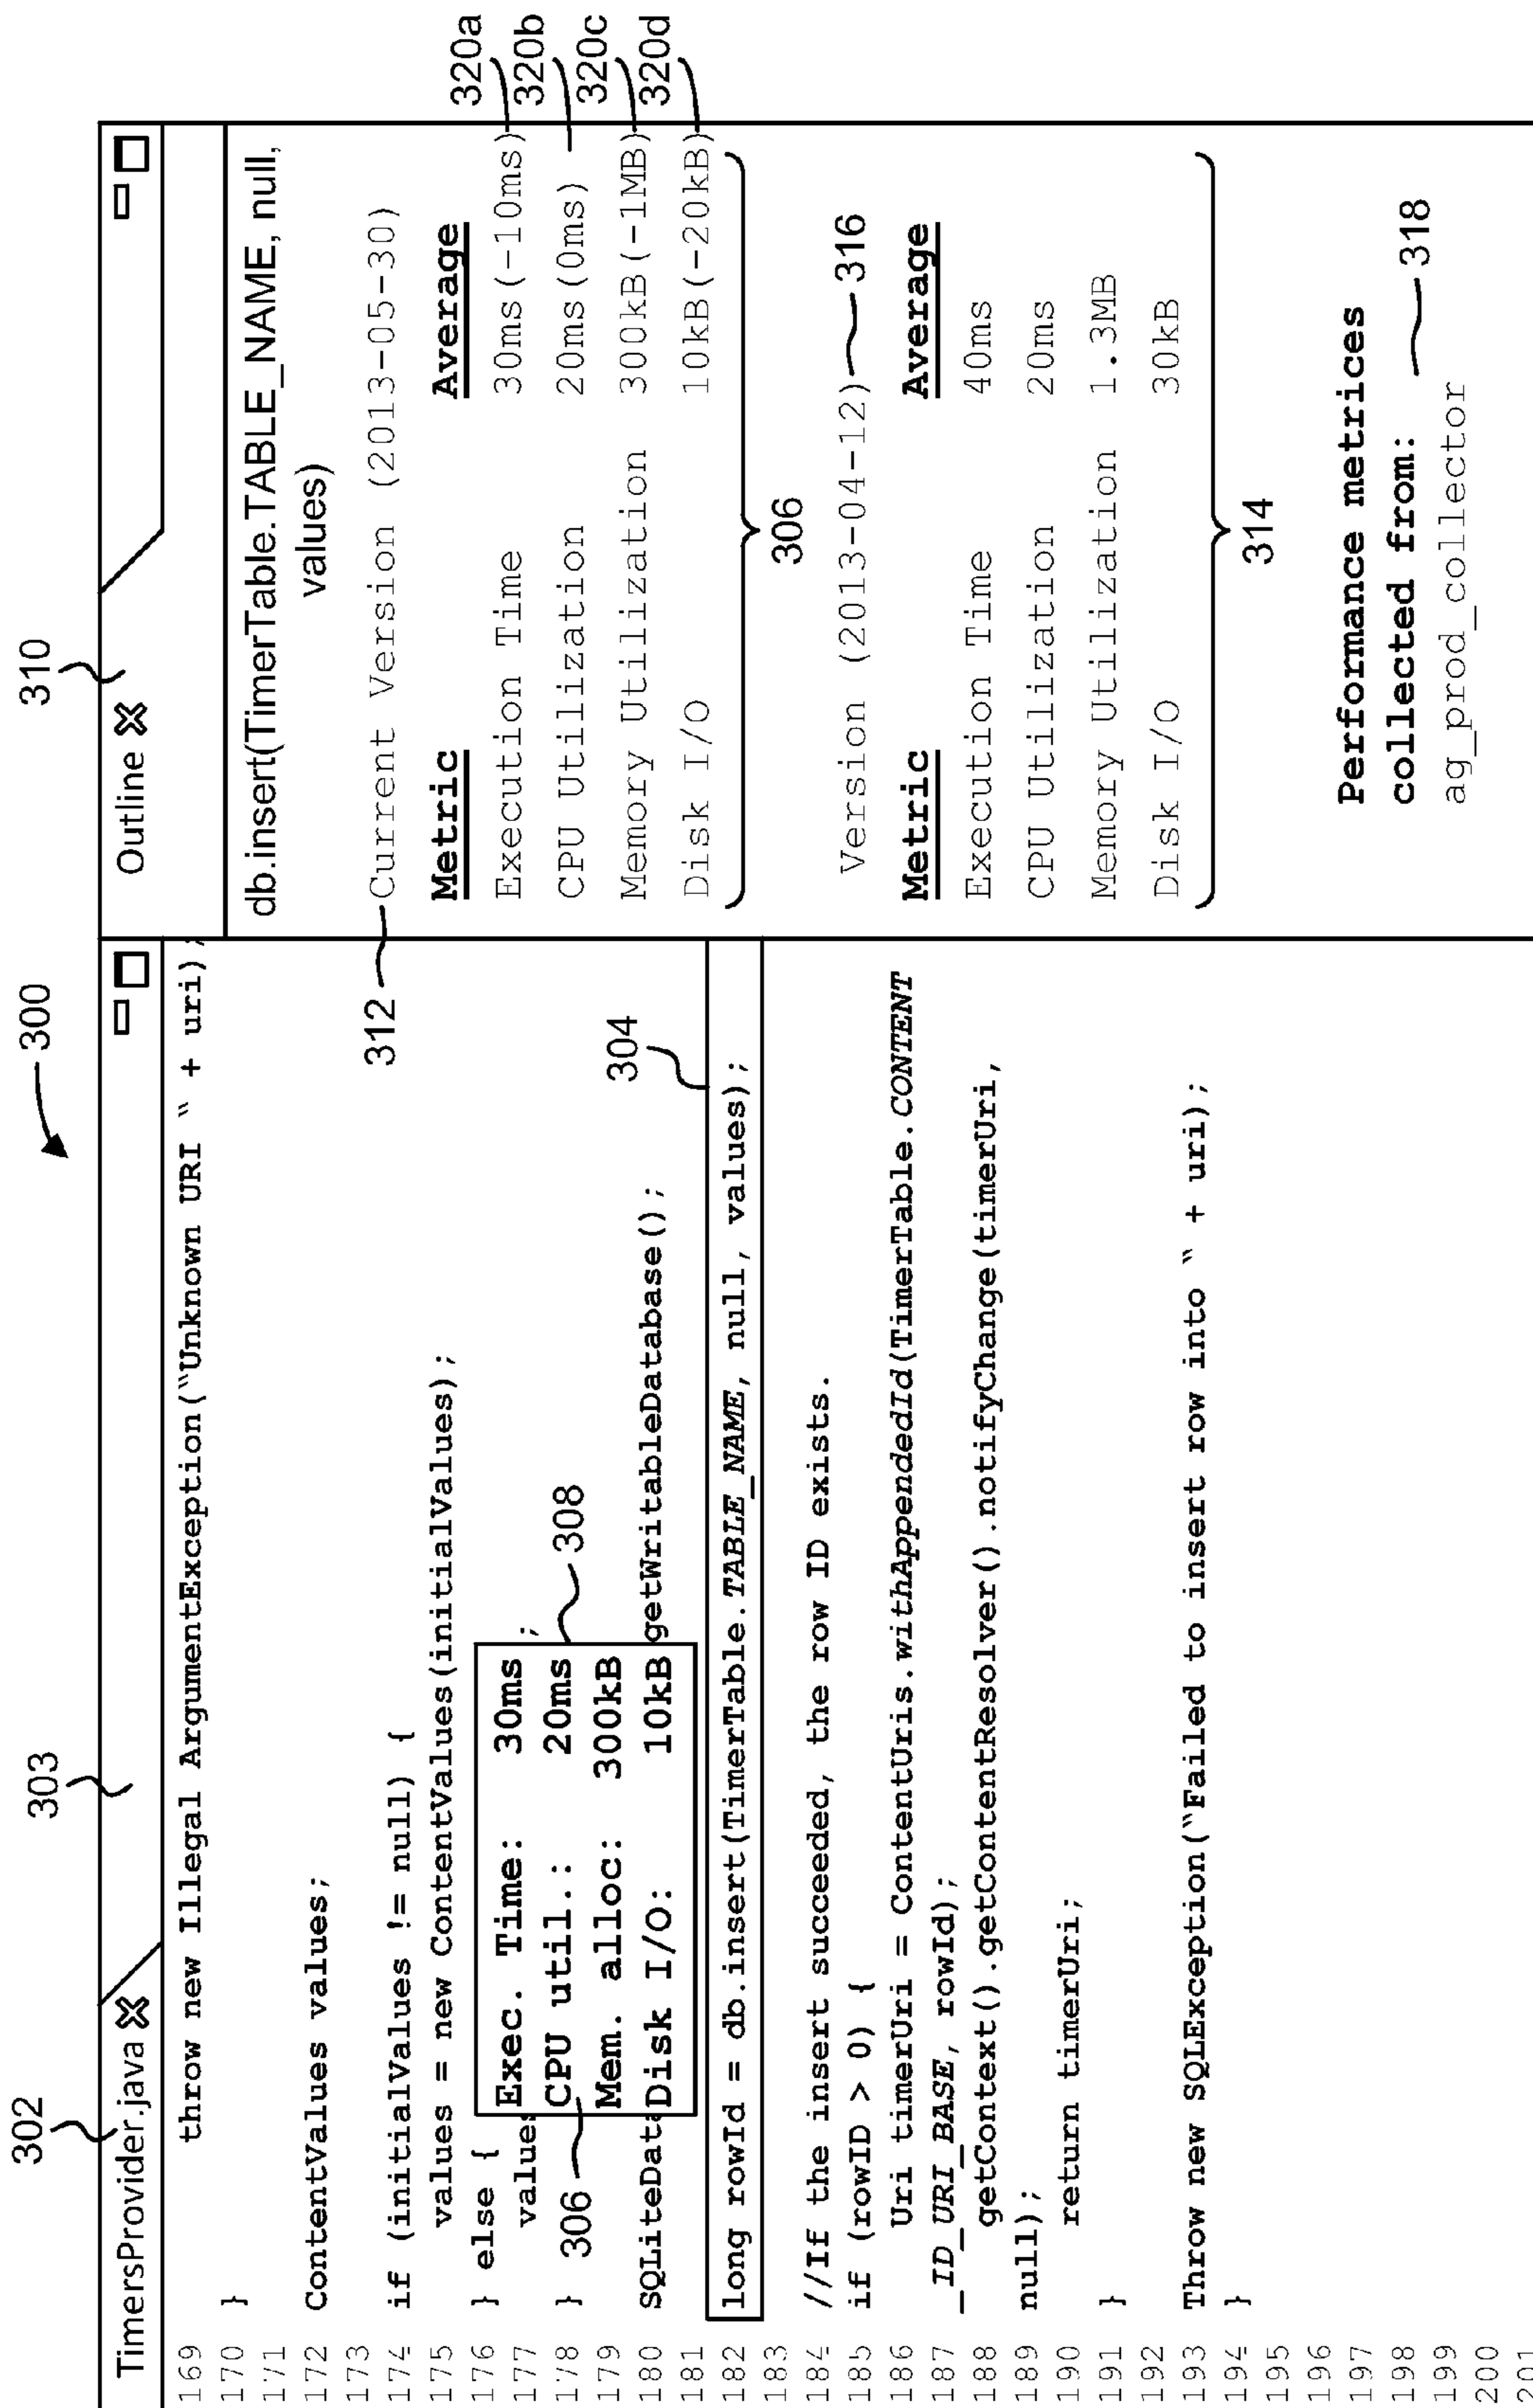 300
302
303
310
TimersProvider.java
Outline
169 throw new Illegal ArgumentException("Unknown URI " + uri);
170 }
171
172 ContentValues values;
173
174 if (initialValues != null) {
175 values = new ContentValues(initialValues);
176 } else {
177 values ;
178 }
179
180 SQLiteData getWritableDatabase();
181
182 long rowId = db.insert(TimerTable.TABLE_NAME, null, values);
183
184 //If the insert succeeded, the row ID exists.
185 if (rowID > 0) {
186 Uri timerUri = ContentUris.withAppendedId(TimerTable.CONTENT
187 _ID_URI_BASE, rowId);
188 getContext().getContentResolver().notifyChange(timerUri,
189 null);
190 return timerUri;
191 }
192
193 Throw new SQLException("Failed to insert row into " + uri);
194 }
195
196
197
198
199
200
201
Exec. Time: 30ms
CPU util.: 20ms
Mem. alloc: 300kB
Disk I/O: 10kB
306
308
304
db.insert(TimerTable.TABLE_NAME, null,
values)
312
Current Version (2013-05-30)
Metric Average
Execution Time 30ms(-10ms) 320a
CPU Utilization 20ms(0ms) 320b
Memory Utilization 300kB(-1MB) 320c
Disk I/O 10kB(-20kB) 320d
306
Version (2013-04-12) 316
Metric Average
Execution Time 40ms
CPU Utilization 20ms
Memory Utilization 1.3MB
Disk I/O 30kB
314
Performance metrices
collected from: 318
ag_prod_collector